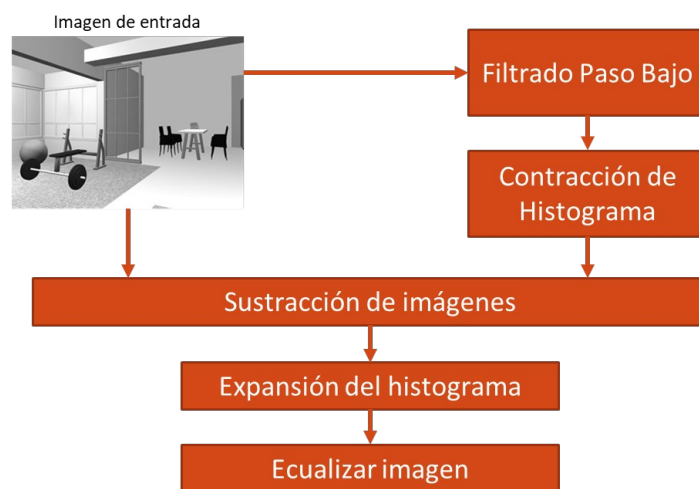 Imagen de entrada
Filtrado Paso Bajo
Contracción de
Histograma
Sustracción de imágenes
Expansión del histograma
Ecualizar imagen